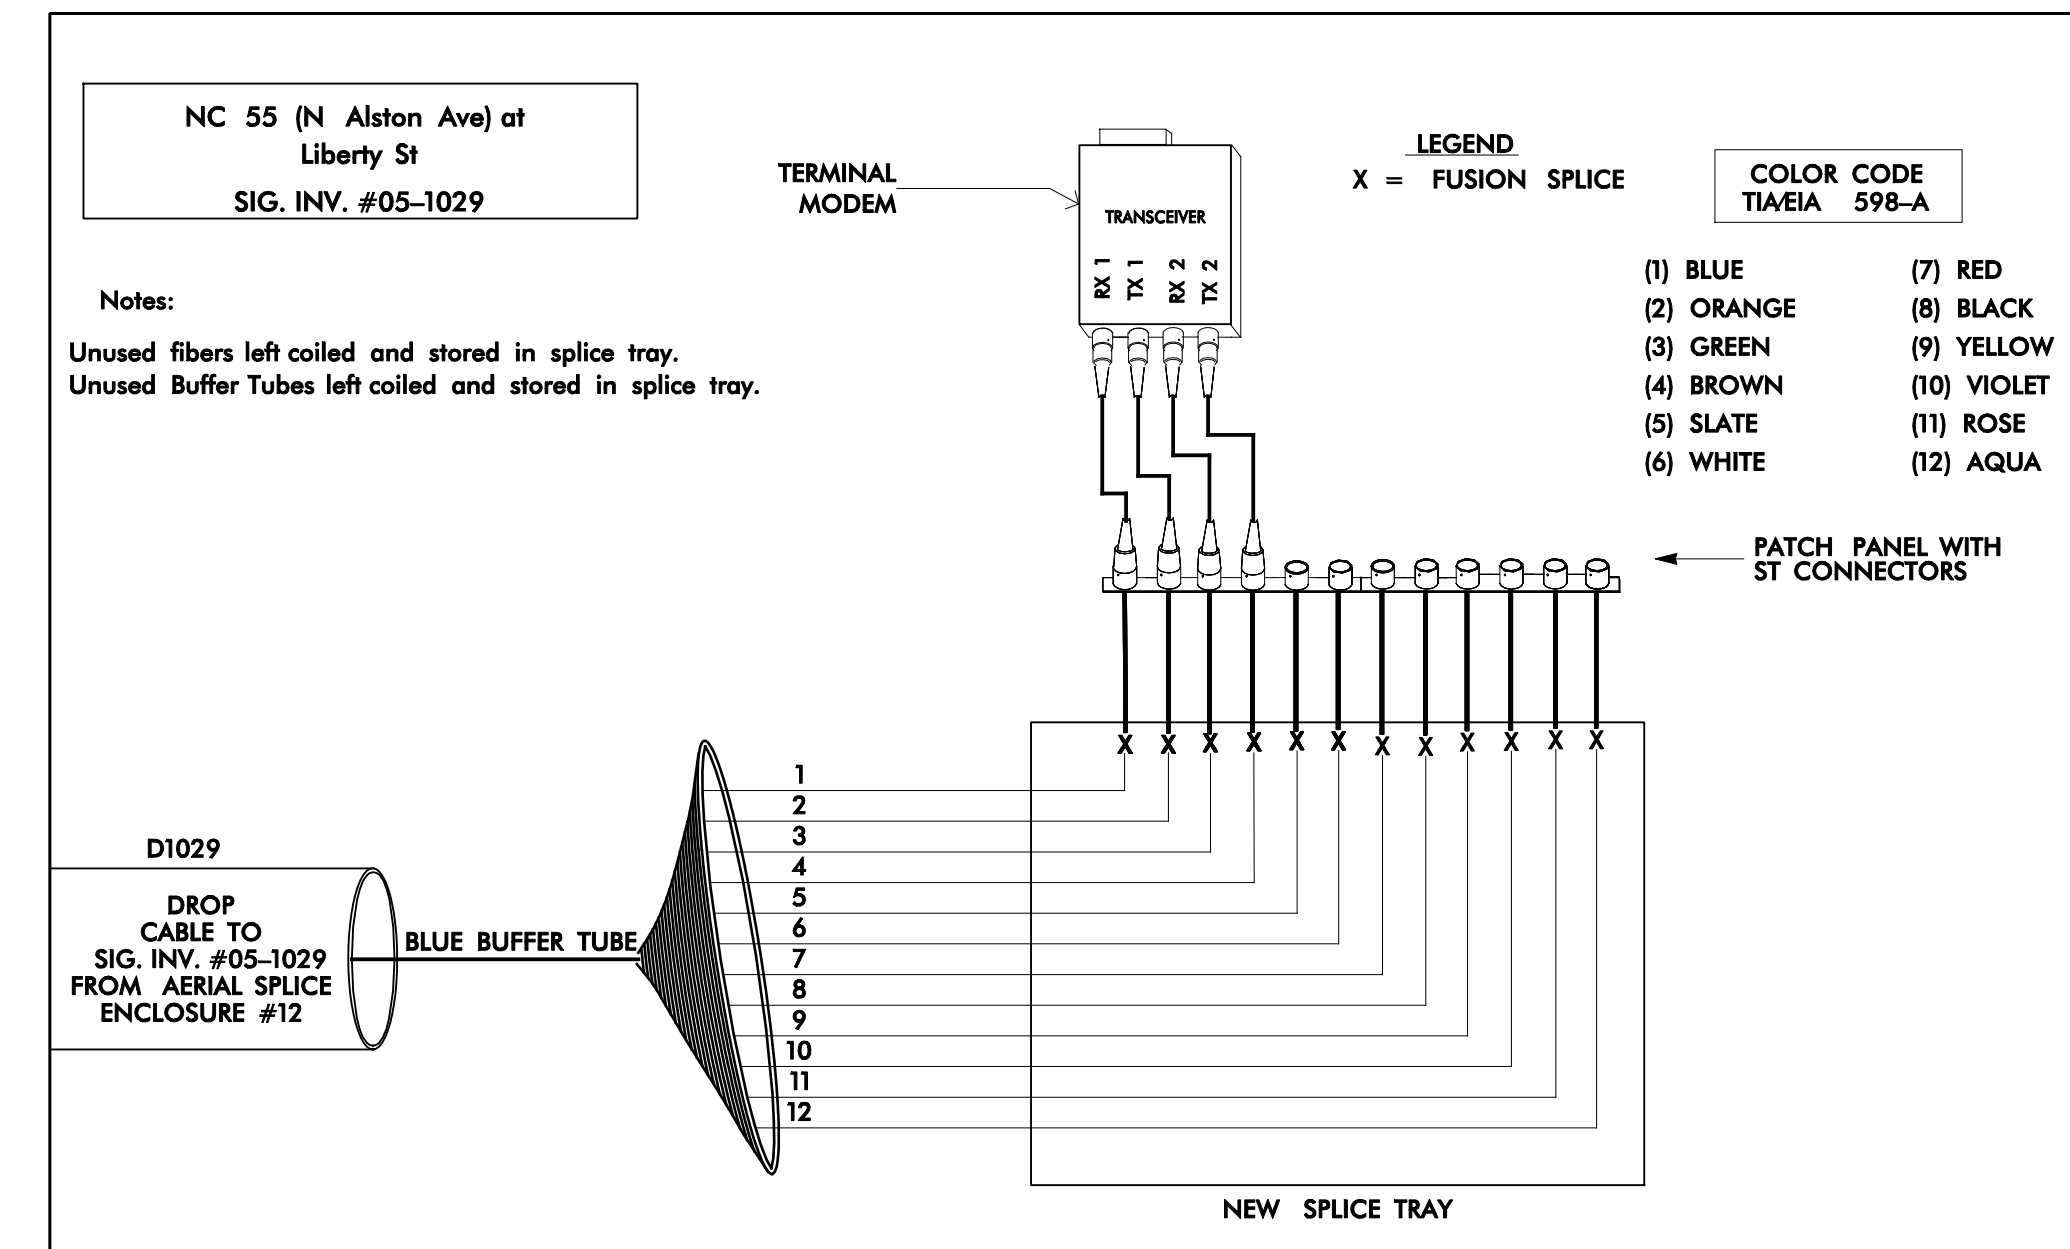 NC 55 (N Alston Ave) at
Liberty St
SIG. INV. #05-1029
Notes:
Unused fibers left coiled and stored in splice tray.
Unused Buffer Tubes left coiled and stored in splice tray.
TERMINAL
MODEM
TRANSCEIVER
RX 1
TX 1
RX 2
TX 2
LEGEND
X = FUSION SPLICE
COLOR CODE
TIA/EIA 598-A
(1) BLUE
(2) ORANGE
(3) GREEN
(4) BROWN
(5) SLATE
(6) WHITE
(7) RED
(8) BLACK
(9) YELLOW
(10) VIOLET
(11) ROSE
(12) AQUA
PATCH PANEL WITH
ST CONNECTORS
X X X X X X X X X X X X
1
2
3
4
5
6
7
8
9
10
11
12
D1029
DROP
CABLE TO
SIG. INV. #05-1029
FROM AERIAL SPLICE
ENCLOSURE #12
BLUE BUFFER TUBE
NEW SPLICE TRAY